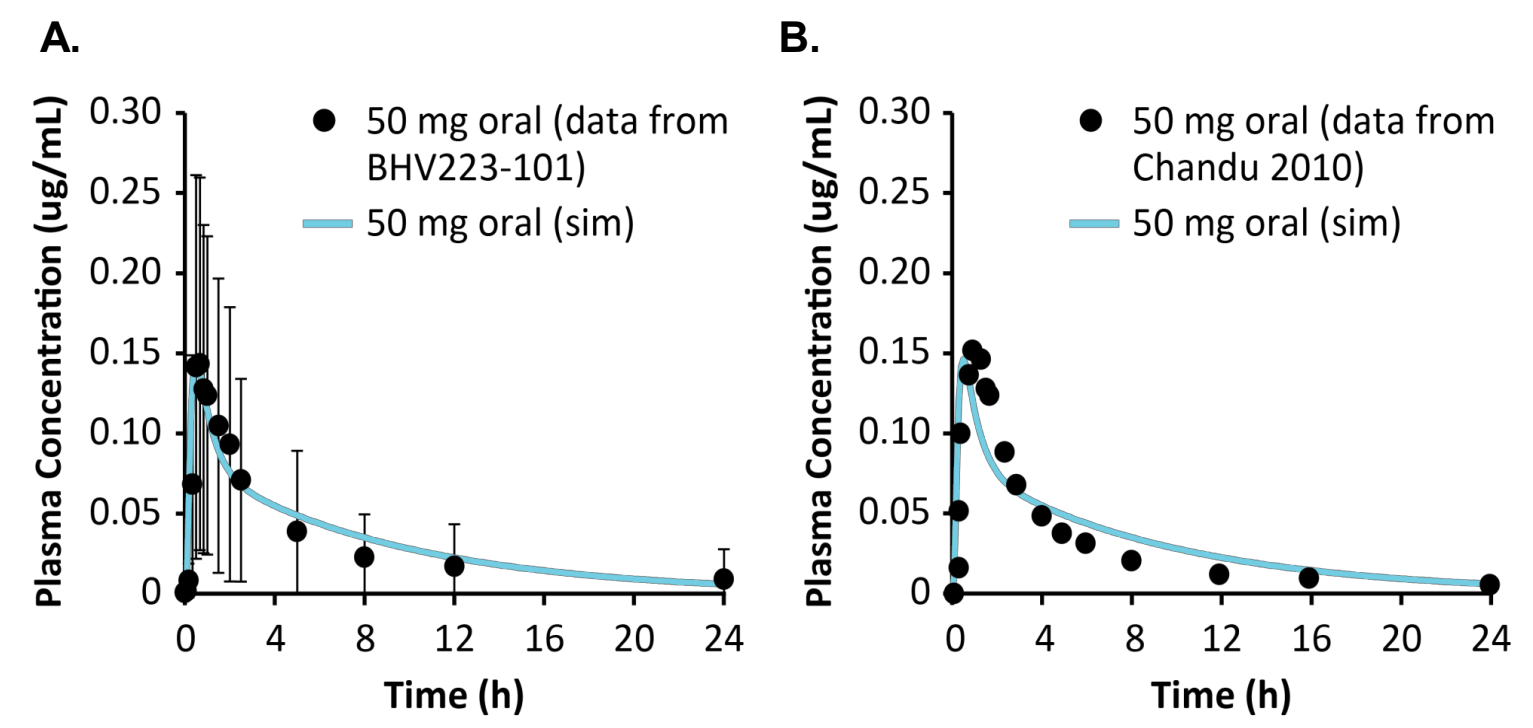 A.
Plasma Concentration (ug/mL)
0.30
0.25
0.20
0.15
0.10
0.05
0
50 mg oral (data from
BHV223-101)
50 mg oral (sim)
0 4 8 12 16 20 24
Time (h)
B.
Plasma Concentration (ug/mL)
0.30
0.25
0.20
0.15
0.10
0.05
0
50 mg oral (data from
Chandu 2010)
50 mg oral (sim)
0 4 8 12 16 20 24
Time (h)